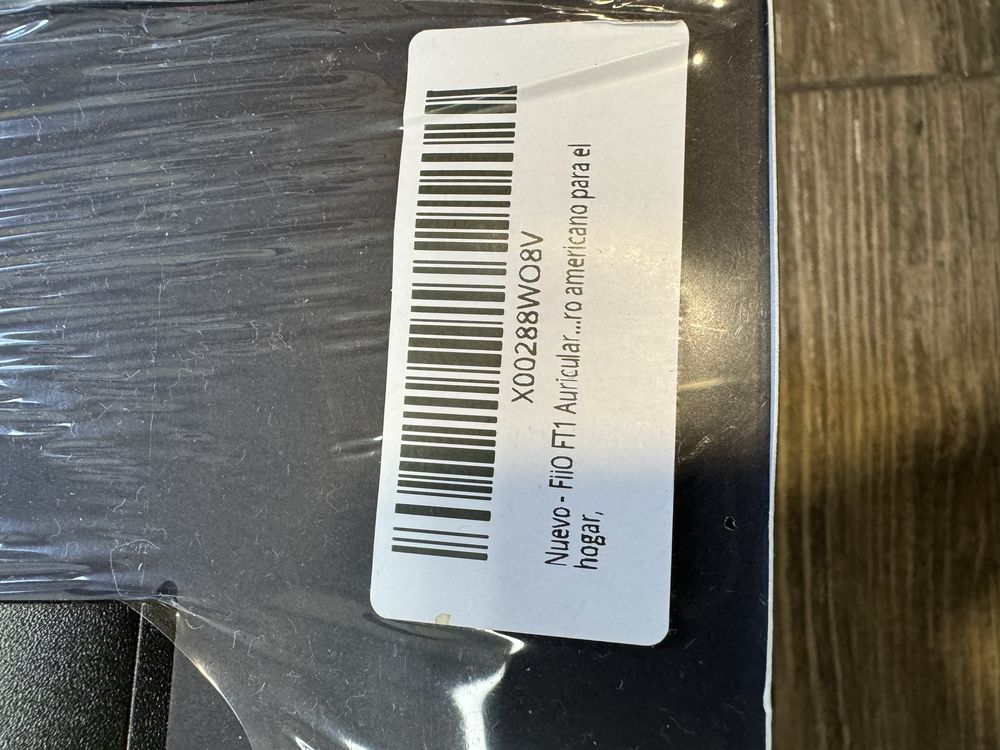 X00288WO8V
Nuevo - FiiO FT1 Auricular...ro americano para el
hogar,